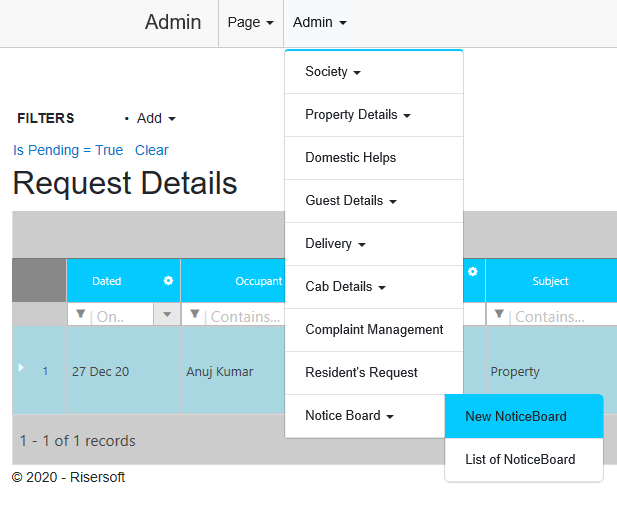 Admin Page Admin
Society
FILTERS • Add Property Details
Is Pending = True Clear Domestic Helps
Request Details Guest Details
Delivery
Dated Occupant Cab Details Subject
On.. Contains... Contains...
Complaint Management
1 27 Dec 20 Anuj Kumar Resident's Request Property
Notice Board New NoticeBoard
1 - 1 of 1 records List of NoticeBoard
© 2020 - Risersoft